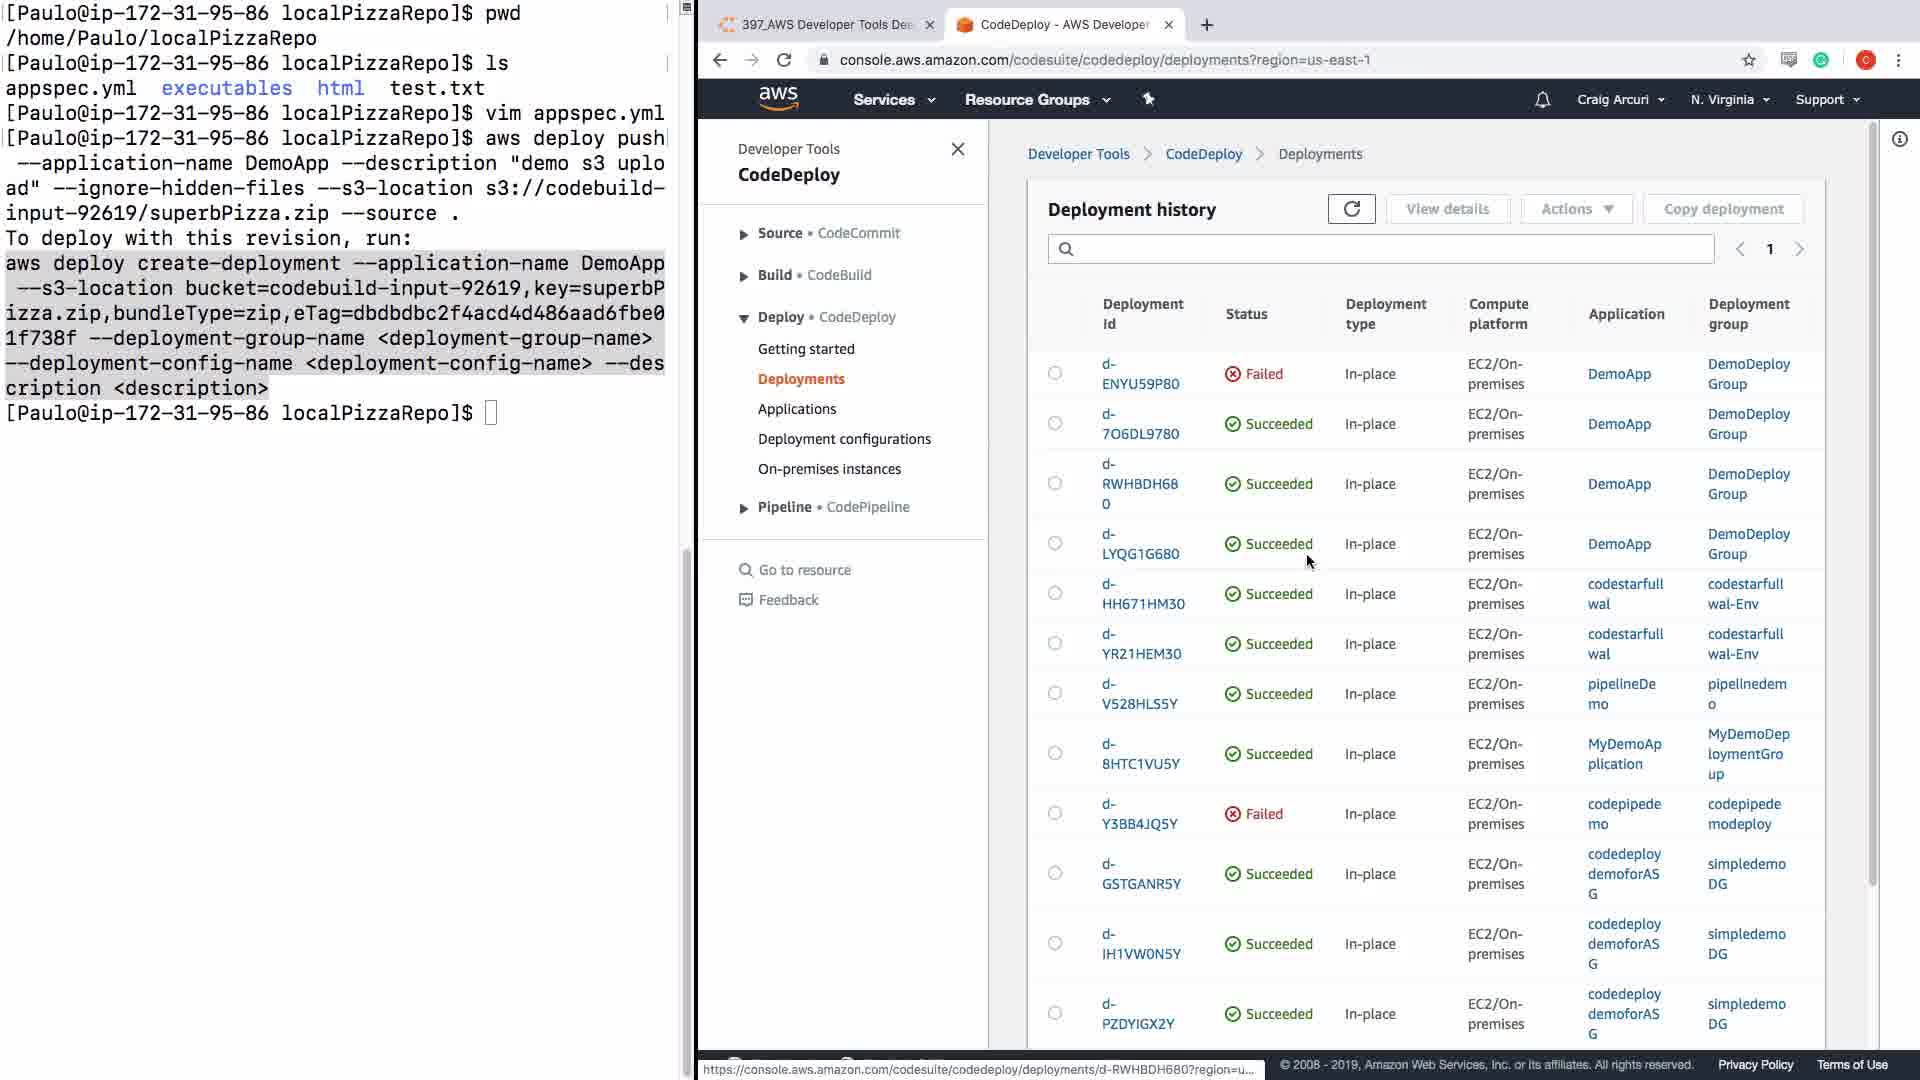 [Paulo@ip-172-31-95-86 localPizzaRepo]$ pwd
/home/Paulo/localPizzaRepo
[Paulo@ip-172-31-95-86 localPizzaRepo]$ ls
appspec.yml executables html test.txt
[Paulo@ip-172-31-95-86 localPizzaRepo]$ vim appspec.yml
[Paulo@ip-172-31-95-86 localPizzaRepo]$ aws deploy push
--application-name DemoApp --description "demo s3 uplo
ad" --ignore-hidden-files --s3-location s3://codebuild-
input-92619/superbPizza.zip --source .
To deploy with this revision, run:
aws deploy create-deployment --application-name DemoApp
--s3-location bucket=codebuild-input-92619,key=superbP
izza.zip,bundleType=zip,eTag=dbdbdbc2f4acd4d486aad6fbe0
1f738f --deployment-group-name <deployment-group-name>
--deployment-config-name <deployment-config-name> --des
cription <description>
[Paulo@ip-172-31-95-86 localPizzaRepo]$
397_AWS Developer Tools De
CodeDeploy - AWS Developer
console.aws.amazon.com/codesuite/codedeploy/deployments?region=us-east-1
C
aws
Services
Resource Groups
Craig Arcuri
N. Virginia
Support
Developer Tools
CodeDeploy
Source • CodeCommit
Build • CodeBuild
Deploy • CodeDeploy
Getting started
Deployments
Applications
Deployment configurations
On-premises instances
Pipeline • CodePipeline
Go to resource
Feedback
Developer Tools
CodeDeploy
Deployments
Deployment history
View details
Actions
Copy deployment
1
Deployment Id
Status
Deployment type
Compute platform
Application
Deployment group
d-ENYU59P80 Failed In-place EC2/On-premises DemoApp DemoDeploy Group
d-7O6DL9780 Succeeded In-place EC2/On-premises DemoApp DemoDeploy Group
d-RWHBDH680 Succeeded In-place EC2/On-premises DemoApp DemoDeploy Group
d-LYQG1G680 Succeeded In-place EC2/On-premises DemoApp DemoDeploy Group
d-HH671HM30 Succeeded In-place EC2/On-premises codestarfullwal codestarfullwal-Env
d-YR21HEM30 Succeeded In-place EC2/On-premises codestarfullwal codestarfullwal-Env
d-V528HLS5Y Succeeded In-place EC2/On-premises pipelineDemo pipelinedemo
d-8HTC1VU5Y Succeeded In-place EC2/On-premises MyDemoApplication MyDemoDeploymentGroup
d-Y3BB4JQ5Y Failed In-place EC2/On-premises codepipedemo codepipedemodeploy
d-GSTGANR5Y Succeeded In-place EC2/On-premises codedeploydemoforASG simpledemoDG
d-IH1VW0N5Y Succeeded In-place EC2/On-premises codedeploydemoforASG simpledemoDG
d-PZDYIGX2Y Succeeded In-place EC2/On-premises codedeploydemoforASG simpledemoDG
https://console.aws.amazon.com/codesuite/codedeploy/deployments/d-RWHBDH680?region=u...
© 2008 - 2019, Amazon Web Services, Inc. or its affiliates. All rights reserved.
Privacy Policy
Terms of Use